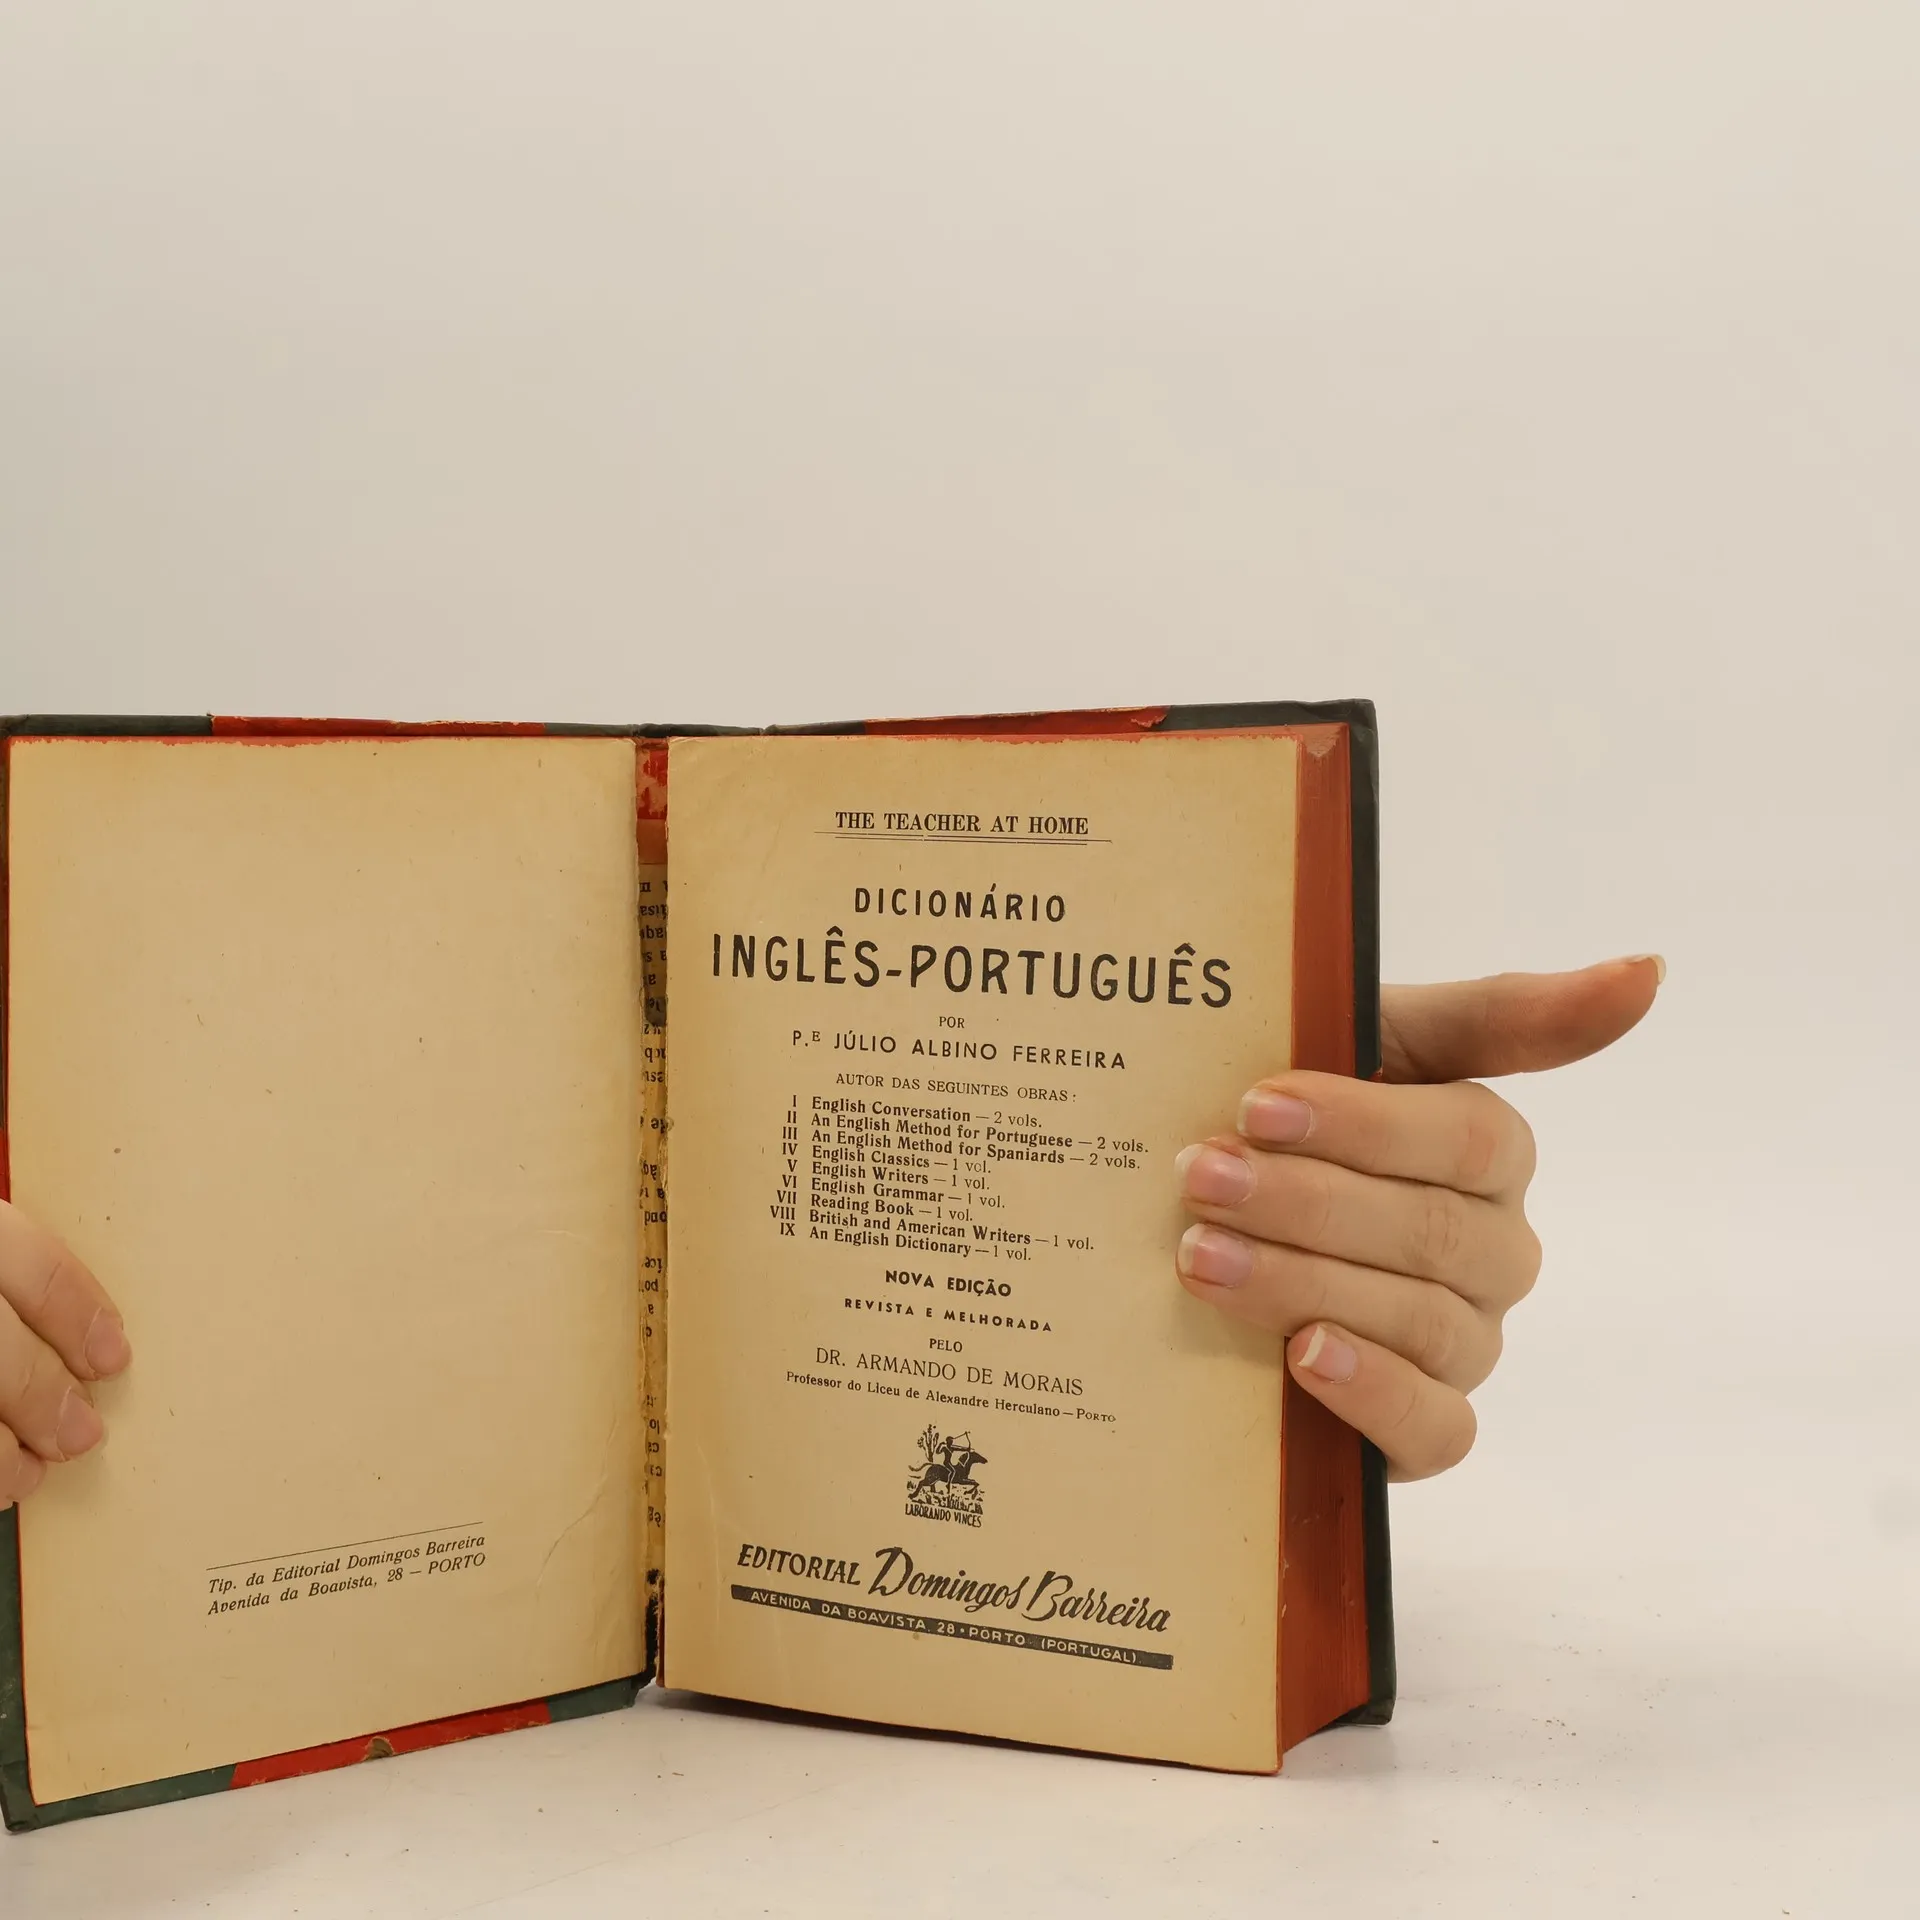 Tip. da Editorial Domingos Barreira
Avenida da Boavista, 28 — PORTO
THE TEACHER AT HOME
DICIONÁRIO
INGLÊS-PORTUGUÊS
POR
P.E JÚLIO ALBINO FERREIRA
AUTOR DAS SEGUINTES OBRAS:
I English Conversation — 2 vols.
II An English Method for Portuguese — 2 vols.
III An English Method for Spaniards — 2 vols.
IV English Classics — 1 vol.
V English Writers — 1 vol.
VI English Grammar — 1 vol.
VII Reading Book — 1 vol.
VIII British and American Writers — 1 vol.
IX An English Dictionary — 1 vol.
NOVA EDIÇÃO
REVISTA E MELHORADA
PELO
DR. ARMANDO DE MORAIS
Professor do Liceu de Alexandre Herculano — PORTO
LABORANDO VINCES
EDITORIAL Domingos Barreira
AVENIDA DA BOAVISTA, 28 • PORTO (PORTUGAL)